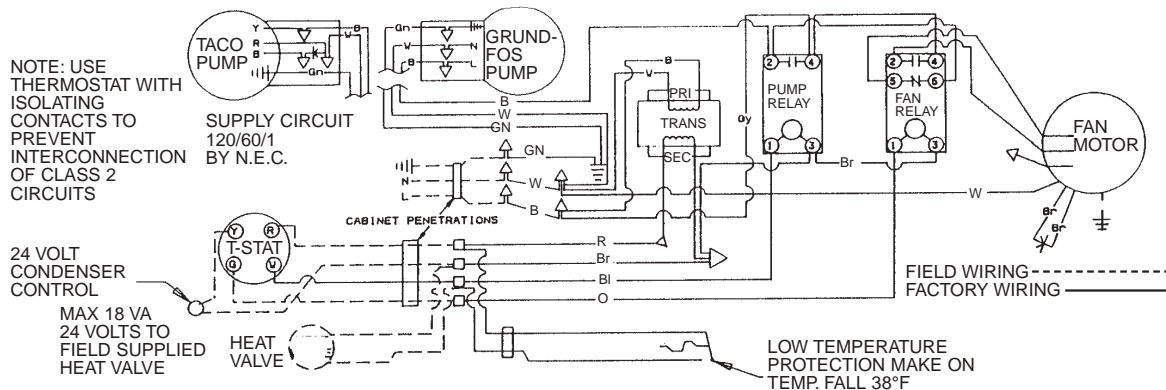 Y
R
B
TACO
PUMP
Gn
B
W
Gn
W
B
N
L
GRUND-
FOS
PUMP
NOTE: USE
THERMOSTAT WITH
ISOLATING
CONTACTS TO
PREVENT
INTERCONNECTION
OF CLASS 2
CIRCUITS
SUPPLY CIRCUIT
120/60/1
BY N.E.C.
B
W
GN
B
W
PRI
TRANS
SEC
2
4
PUMP
RELAY
1
3
Gy
2
4
5
6
FAN
RELAY
1
3
Br
FAN
MOTOR
Br
Br
GN
N
W
W
B
CABINET PENETRATIONS
Y
R
T-STAT
G
W
R
Br
Bl
O
24 VOLT
CONDENSER
CONTROL
MAX 18 VA
24 VOLTS TO
FIELD SUPPLIED
HEAT VALVE
HEAT
VALVE
FIELD WIRING
FACTORY WIRING
LOW TEMPERATURE
PROTECTION MAKE ON
TEMP. FALL 38°F